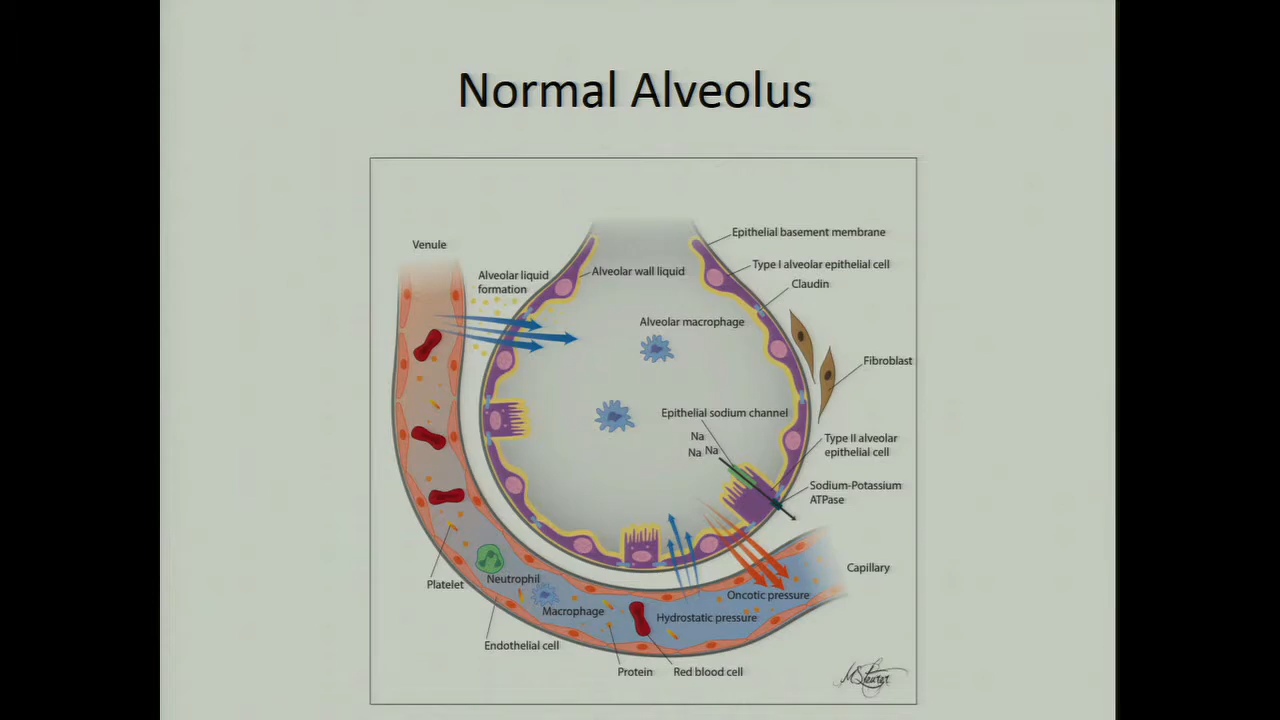 Normal Alveolus
Venule
Epithelial basement membrane
Alveolar liquid
formation
Alveolar wall liquid
Type I alveolar epithelial cell
Claudin
Alveolar macrophage
Fibroblast
Epithelial sodium channel
Na
Na Na
Type II alveolar
epithelial cell
Sodium-Potassium
ATPase
Capillary
Platelet
Neutrophil
Macrophage
Oncotic pressure
Hydrostatic pressure
Endothelial cell
Protein
Red blood cell